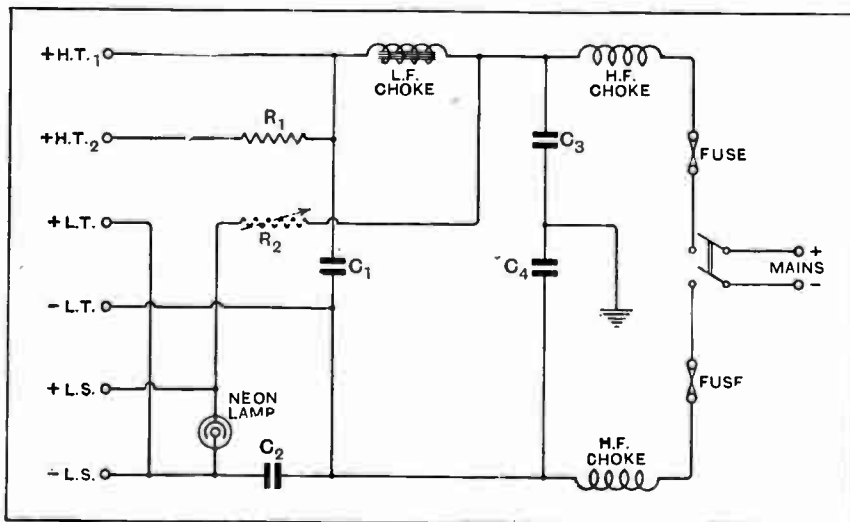 +H.T.1
L.F.
CHOKE
H.F.
CHOKE
+H.T.2
R1
C3
FUSE
+L.T.
R2
C1
C4
+
MAINS
-
-L.T.
+L.S.
NEON
LAMP
FUSE
C2
H.F.
CHOKE
-L.S.